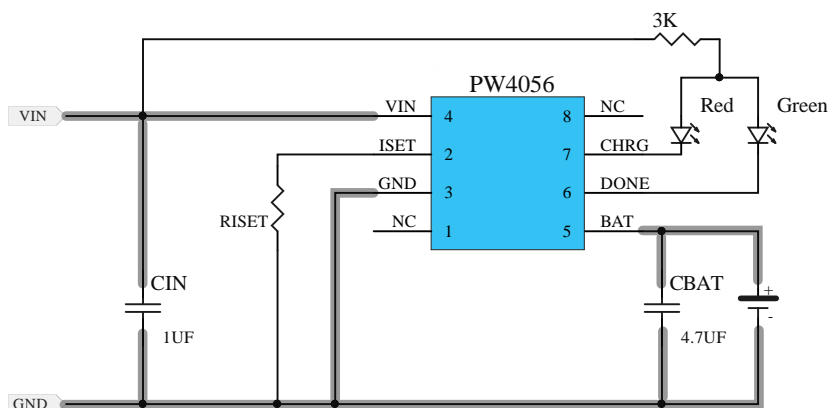 3K
PW4056
Red
Green
VIN
VIN
4
8
NC
ISET
2
7
CHRG
GND
3
6
DONE
RISET
NC
1
5
BAT
CIN
1UF
CBAT
4.7UF
+
-
GND